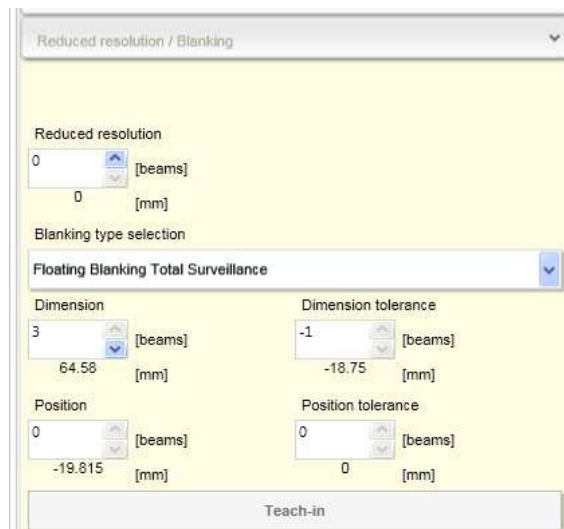 Reduced resolution / Blanking
Reduced resolution
0 [beams]
0 [mm]
Blanking type selection
Floating Blanking Total Surveillance
Dimension Dimension tolerance
3 [beams] -1 [beams]
64.58 [mm] -18.75 [mm]
Position Position tolerance
0 [beams] 0 [beams]
-19.815 [mm] 0 [mm]
Teach-in